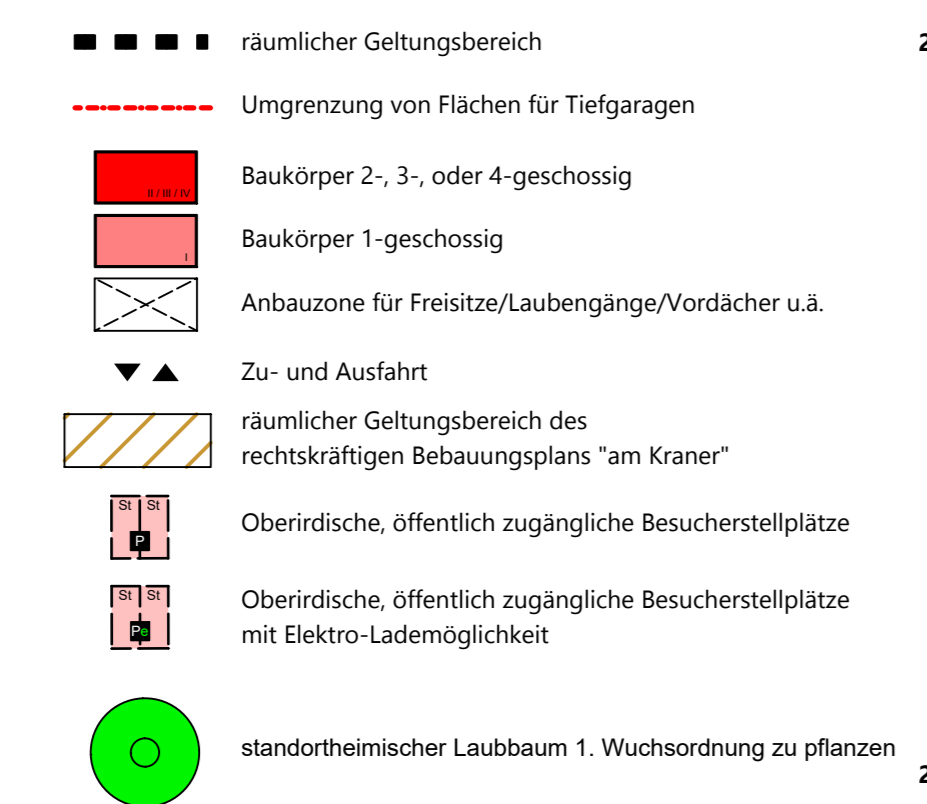 räumlicher Geltungsbereich
2
Umgrenzung von Flächen für Tiefgaragen
II / III / IV
Baukörper 2-, 3-, oder 4-geschossig
I
Baukörper 1-geschossig
Anbauzone für Freisitze/Laubengänge/Vordächer u.ä.
Zu- und Ausfahrt
räumlicher Geltungsbereich des
rechtskräftigen Bebauungsplans "am Kraner"
St St
P
Oberirdische, öffentlich zugängliche Besucherstellplätze
St St
Pe
Oberirdische, öffentlich zugängliche Besucherstellplätze
mit Elektro-Lademöglichkeit
standortheimischer Laubbaum 1. Wuchsordnung zu pflanzen
2